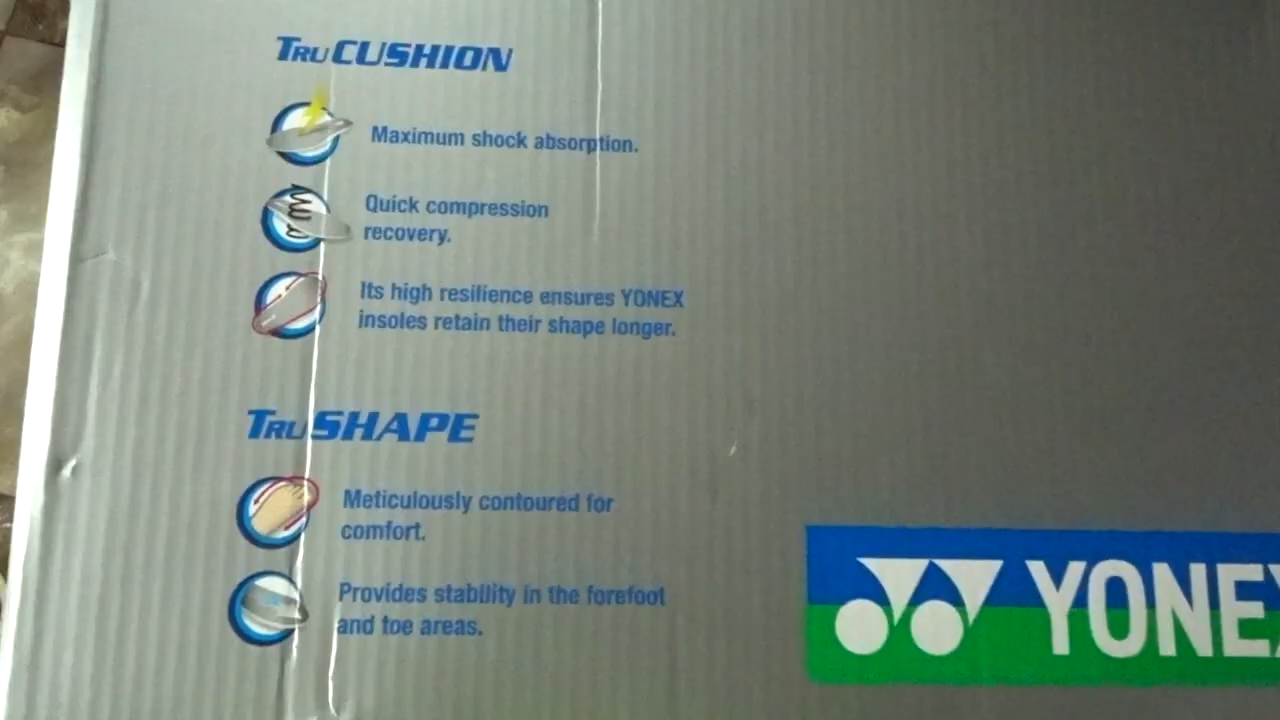 TRUCUSHION
Maximum shock absorption.
Quick compression
recovery.
Its high resilience ensures YONEX
insoles retain their shape longer.
TRUSHAPE
Meticulously contoured for
comfort.
Provides stability in the forefoot
and toe areas.
YONEX